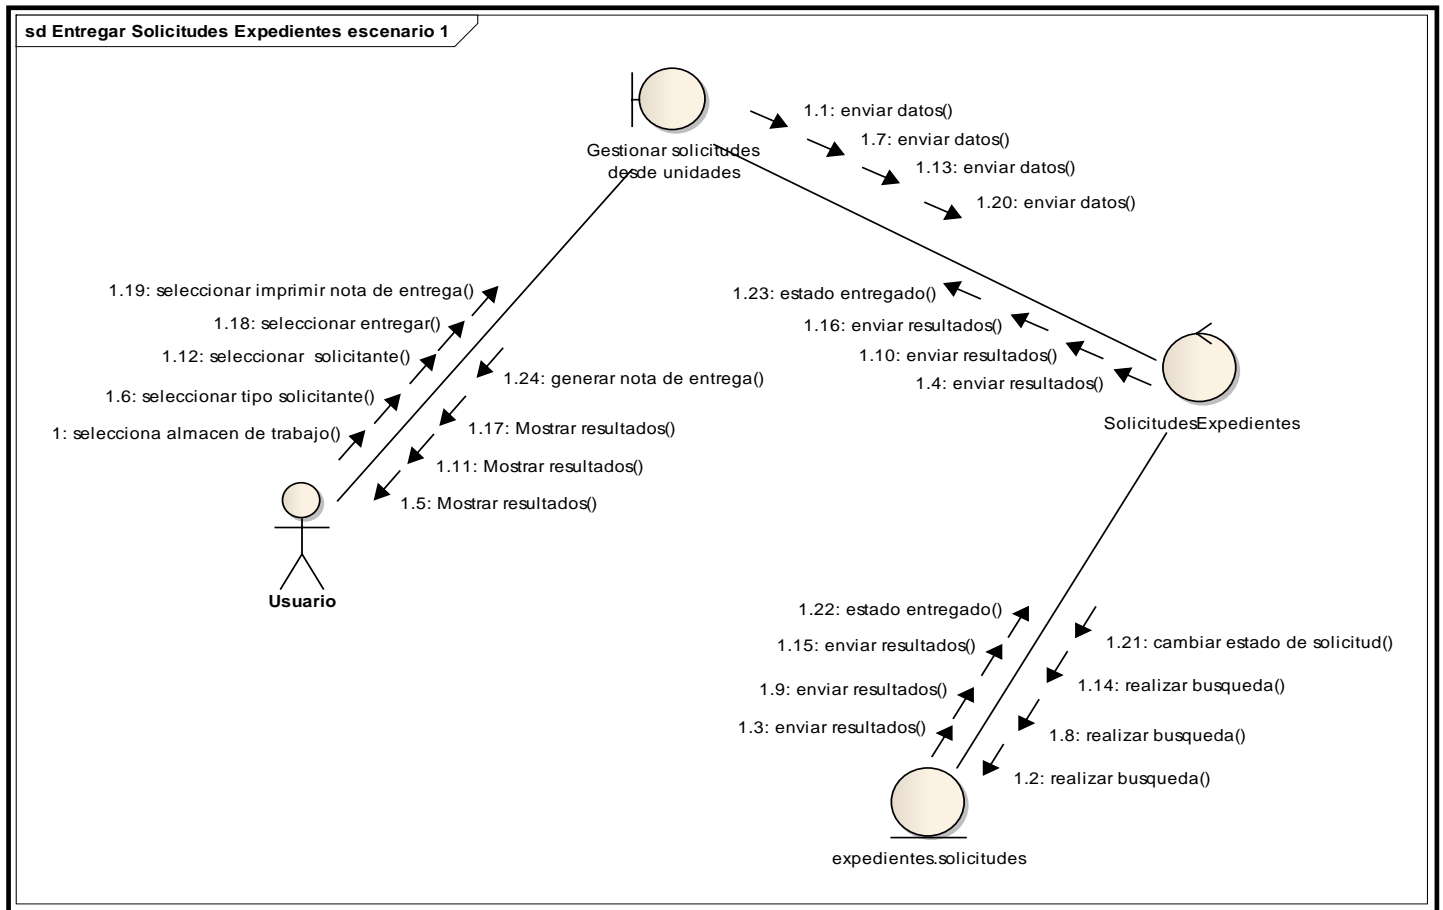 sd Entregar Solicitudes Expedientes escenario 1
Gestionar solicitudes
desde unidades
1.1: enviar datos()
1.7: enviar datos()
1.13: enviar datos()
1.20: enviar datos()
1.19: seleccionar imprimir nota de entrega()
1.18: seleccionar entregar()
1.12: seleccionar  solicitante()
1.6: seleccionar tipo solicitante()
1: selecciona almacen de trabajo()
1.24: generar nota de entrega()
1.17: Mostrar resultados()
1.11: Mostrar resultados()
1.5: Mostrar resultados()
Usuario
1.23: estado entregado()
1.16: enviar resultados()
1.10: enviar resultados()
1.4: enviar resultados()
SolicitudesExpedientes
1.22: estado entregado()
1.15: enviar resultados()
1.9: enviar resultados()
1.3: enviar resultados()
1.21: cambiar estado de solicitud()
1.14: realizar busqueda()
1.8: realizar busqueda()
1.2: realizar busqueda()
expedientes.solicitudes